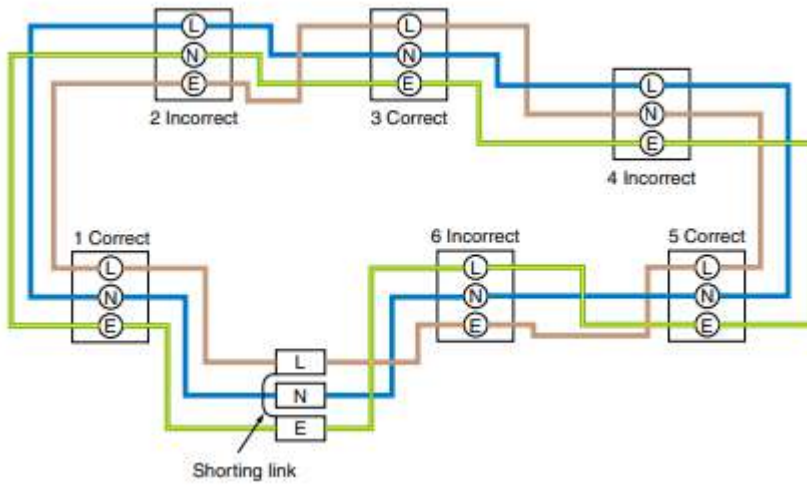 L
N
E
2 Incorrect
L
N
E
3 Correct
L
N
E
4 Incorrect
1 Correct
L
N
E
6 Incorrect
L
N
E
5 Correct
L
N
E
L
N
E
Shorting link